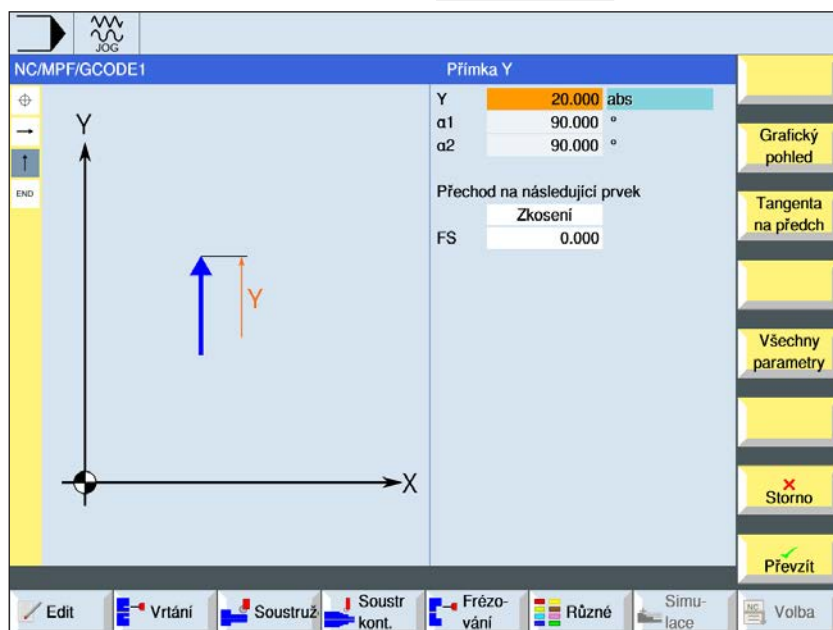 JOG
NC/MPF/GCODE1
Přímka Y
Y 20.000 abs
α1 90.000 °
α2 90.000 °
Přechod na následující prvek
Zkosení
FS 0.000
END
Y
Y
X
Grafický
pohled
Tangenta
na předch
Všechny
parametry
Storno
Převzít
Edit
Vrtání
Soustruž
Soustr
kont.
Frézo-
vání
Různé
Simu-
lace
NC
Volba